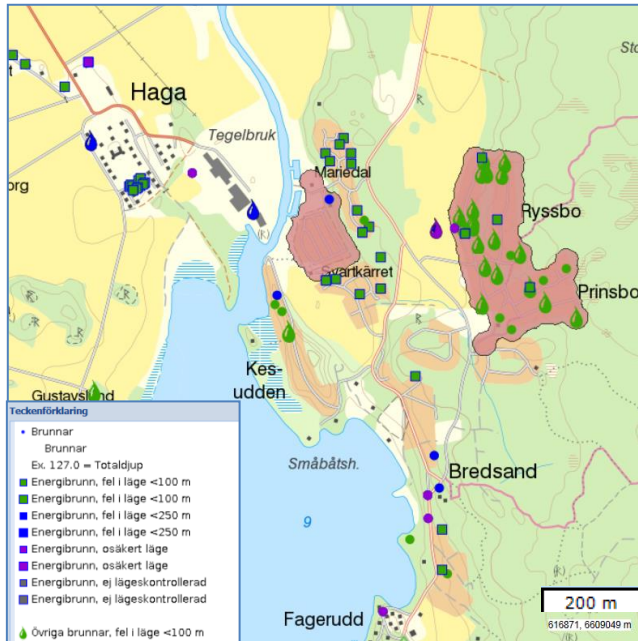 Sto
Haga
Tegelbruk
Mariedal
org
(K)
R
Ryssbo
Svartkärret
Prinsbo
Kes-
udden
Gustavslund
Småbåtsh.
Bredsand
9
(K)
Fagerudd
200 m
616871, 6609049 m
Teckenförklaring
Brunnar
Brunnar
Ex. 127.0 = Totaldjup
Energibrunn, fel i läge <100 m
Energibrunn, fel i läge <100 m
Energibrunn, fel i läge <250 m
Energibrunn, fel i läge <250 m
Energibrunn, osäkert läge
Energibrunn, osäkert läge
Energibrunn, ej lägeskontrollerad
Energibrunn, ej lägeskontrollerad
Övriga brunnar, fel i läge <100 m